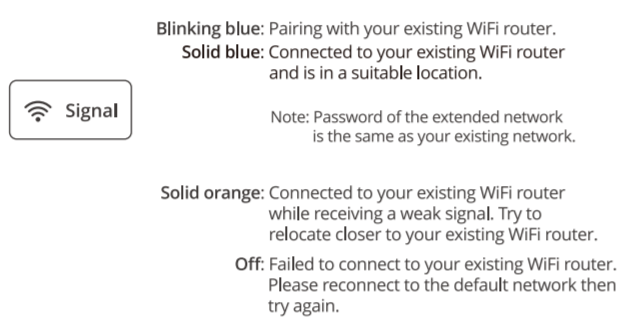 Blinking blue: Pairing with your existing WiFi router.
Solid blue: Connected to your existing WiFi router
and is in a suitable location.
Signal
Note: Password of the extended network
is the same as your existing network.
Solid orange: Connected to your existing WiFi router
while receiving a weak signal. Try to
relocate closer to your existing WiFi router.
Off: Failed to connect to your existing WiFi router.
Please reconnect to the default network then
try again.